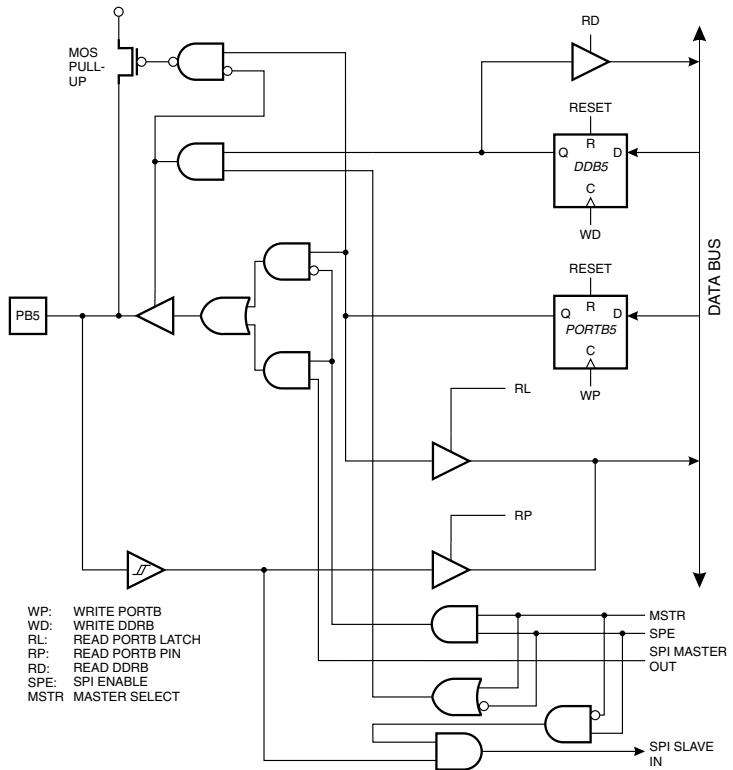 RD
MOS
PULL-
UP
RESET
R
Q
D
DDB5
C
WD
DATA BUS
RESET
R
Q
D
PORTB5
C
WP
PB5
RL
RP
WP: WRITE PORTB
WD: WRITE DDRB
RL: READ PORTB LATCH
RP: READ PORTB PIN
RD: READ DDRB
SPE: SPI ENABLE
MSTR MASTER SELECT
MSTR
SPE
SPI MASTER
OUT
SPI SLAVE
IN